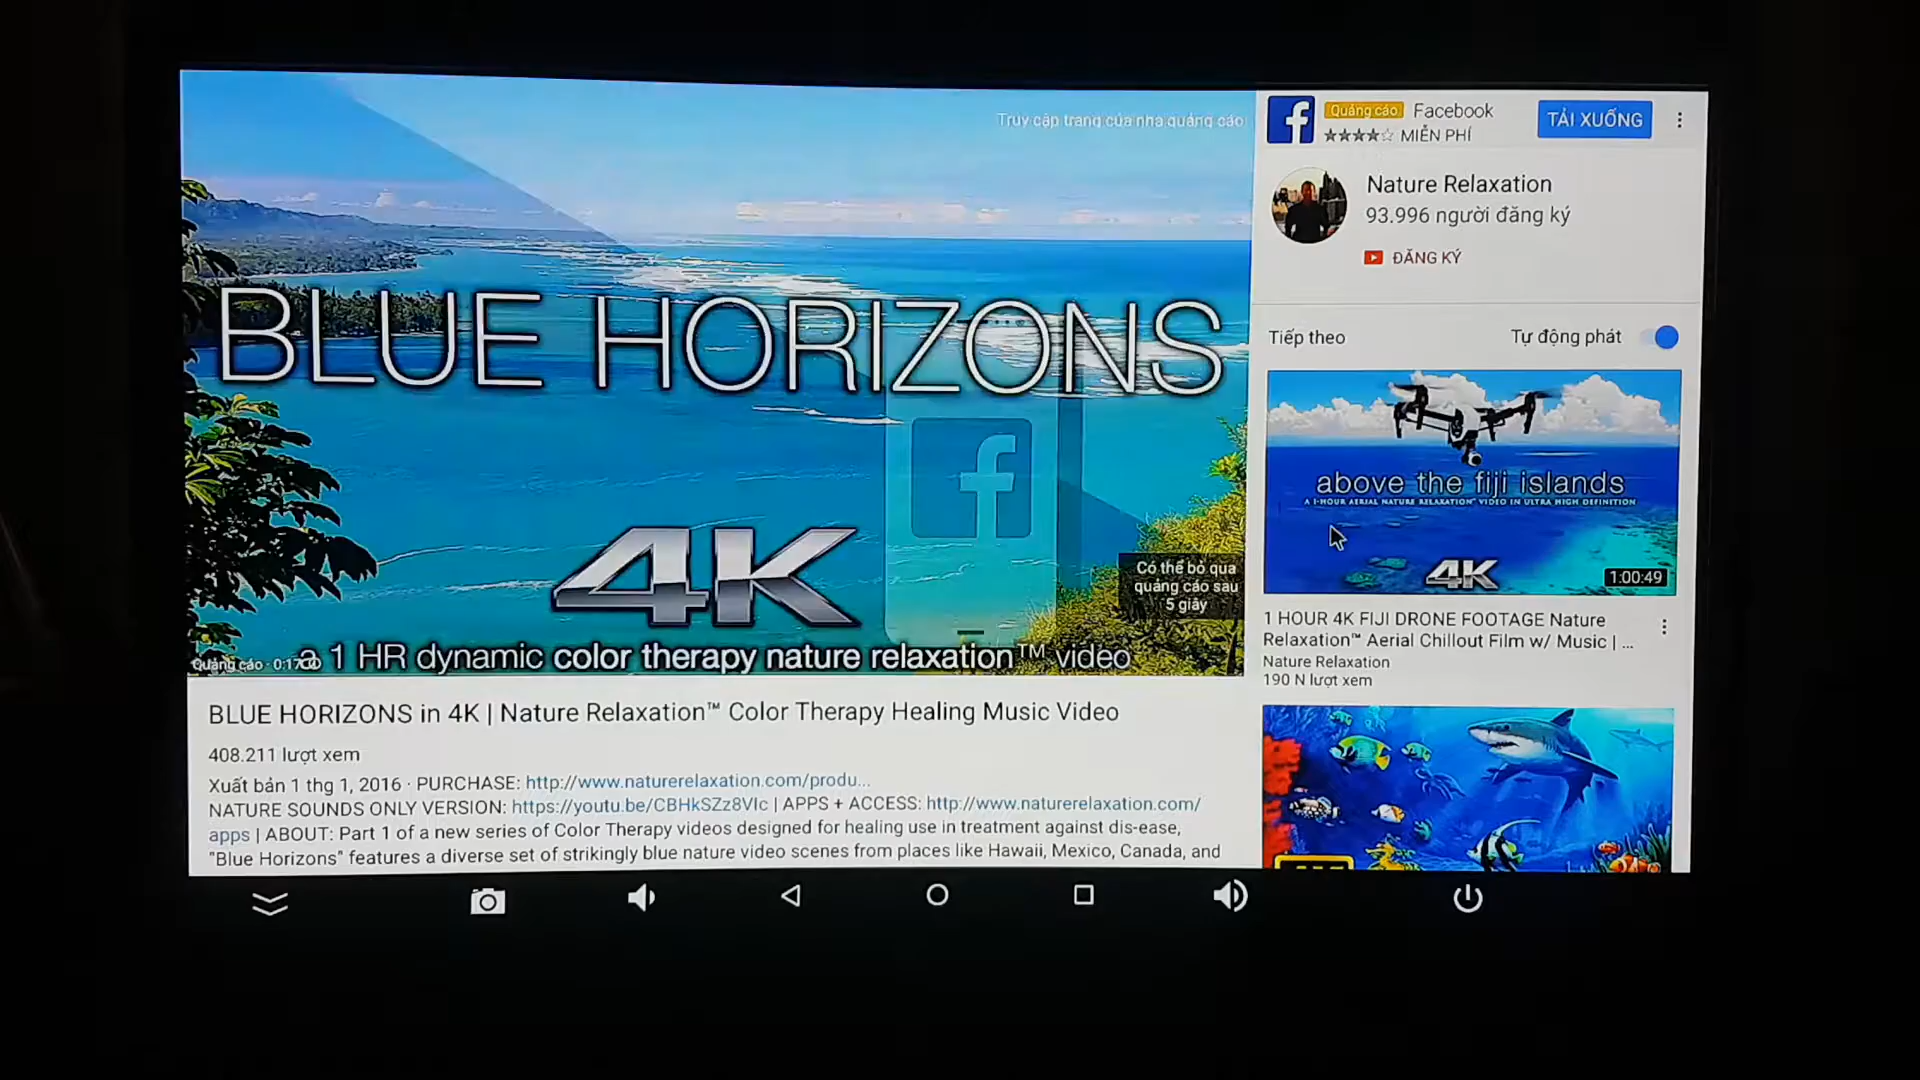 Truy cập trang của nhà quảng cáo
BLUE HORIZONS
4K
a 1 HR dynamic color therapy nature relaxation™ video
Có thể bỏ qua
quảng cáo sau
5 giây
Quảng cáo · 0:17
BLUE HORIZONS in 4K | Nature Relaxation™ Color Therapy Healing Music Video
408.211 lượt xem
Xuất bản 1 thg 1, 2016 · PURCHASE: http://www.naturerelaxation.com/produ...
NATURE SOUNDS ONLY VERSION: https://youtu.be/CBHkSZz8VIc | APPS + ACCESS: http://www.naturerelaxation.com/
apps | ABOUT: Part 1 of a new series of Color Therapy videos designed for healing use in treatment against dis-ease,
"Blue Horizons" features a diverse set of strikingly blue nature video scenes from places like Hawaii, Mexico, Canada, and
Quảng cáo Facebook
MIỄN PHÍ
TẢI XUỐNG
Nature Relaxation
93.996 người đăng ký
ĐĂNG KÝ
Tiếp theo
Tự động phát
above the fiji islands
A 1-HOUR AERIAL NATURE RELAXATION™ VIDEO IN ULTRA HIGH DEFINITION
4K
1:00:49
1 HOUR 4K FIJI DRONE FOOTAGE Nature
Relaxation™ Aerial Chillout Film w/ Music | ...
Nature Relaxation
190 N lượt xem